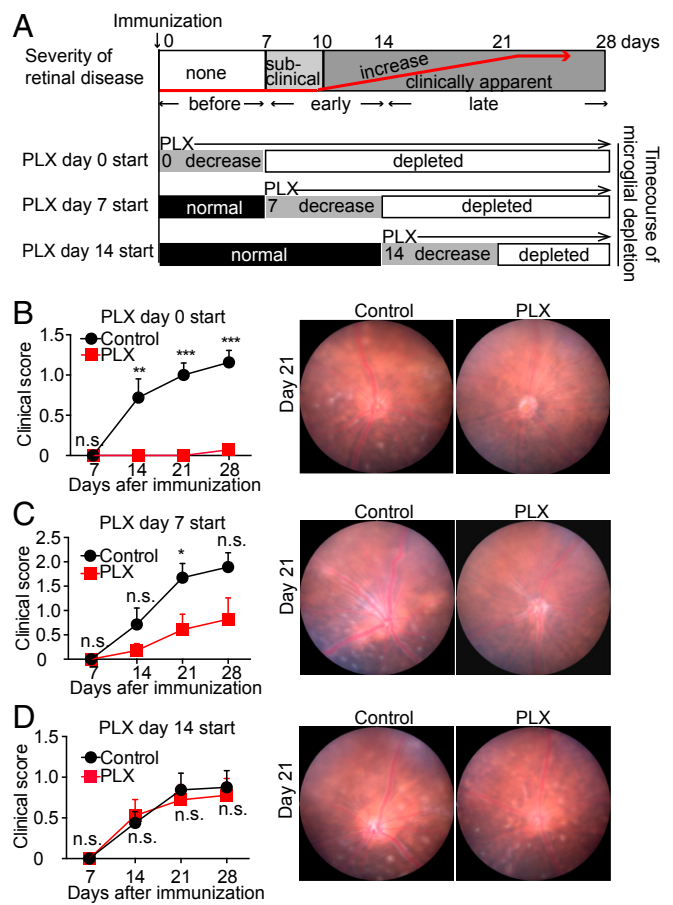 A
Immunization
0 7 10 14 21 28 days
Severity of
retinal disease
none
sub-
clinical
increase
clinically apparent
before early late
PLX
PLX day 0 start
0 decrease depleted
PLX
PLX day 7 start
normal 7 decrease depleted
PLX
PLX day 14 start
normal 14 decrease depleted
Timecourse of
microglial depletion
B
PLX day 0 start
Control
PLX
Clinical score
1.5
1.0
0.5
0
n.s. ** *** ***
7 14 21 28
Days afer immunization
Control PLX
Day 21
C
PLX day 7 start
Control
PLX
Clinical score
2.5
2.0
1.5
1.0
0.5
0
n.s. n.s. * n.s.
7 14 21 28
Days afer immunization
Control PLX
Day 21
D
PLX day 14 start
Control
PLX
Clinical score
1.5
1.0
0.5
0
n.s. n.s. n.s. n.s.
7 14 21 28
Days after immunization
Control PLX
Day 21